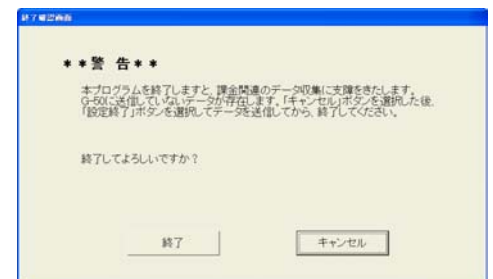 終了確認画面
＊＊警 告＊＊
本プログラムを終了しますと、課金関連のデータ収集に支障をきたします。
G-50に送信していないデータが存在します。「キャンセル」ボタンを選択した後、
「設定終了」ボタンを選択してデータを送信してから、終了してください。
終了してよろしいですか？
終了
キャンセル